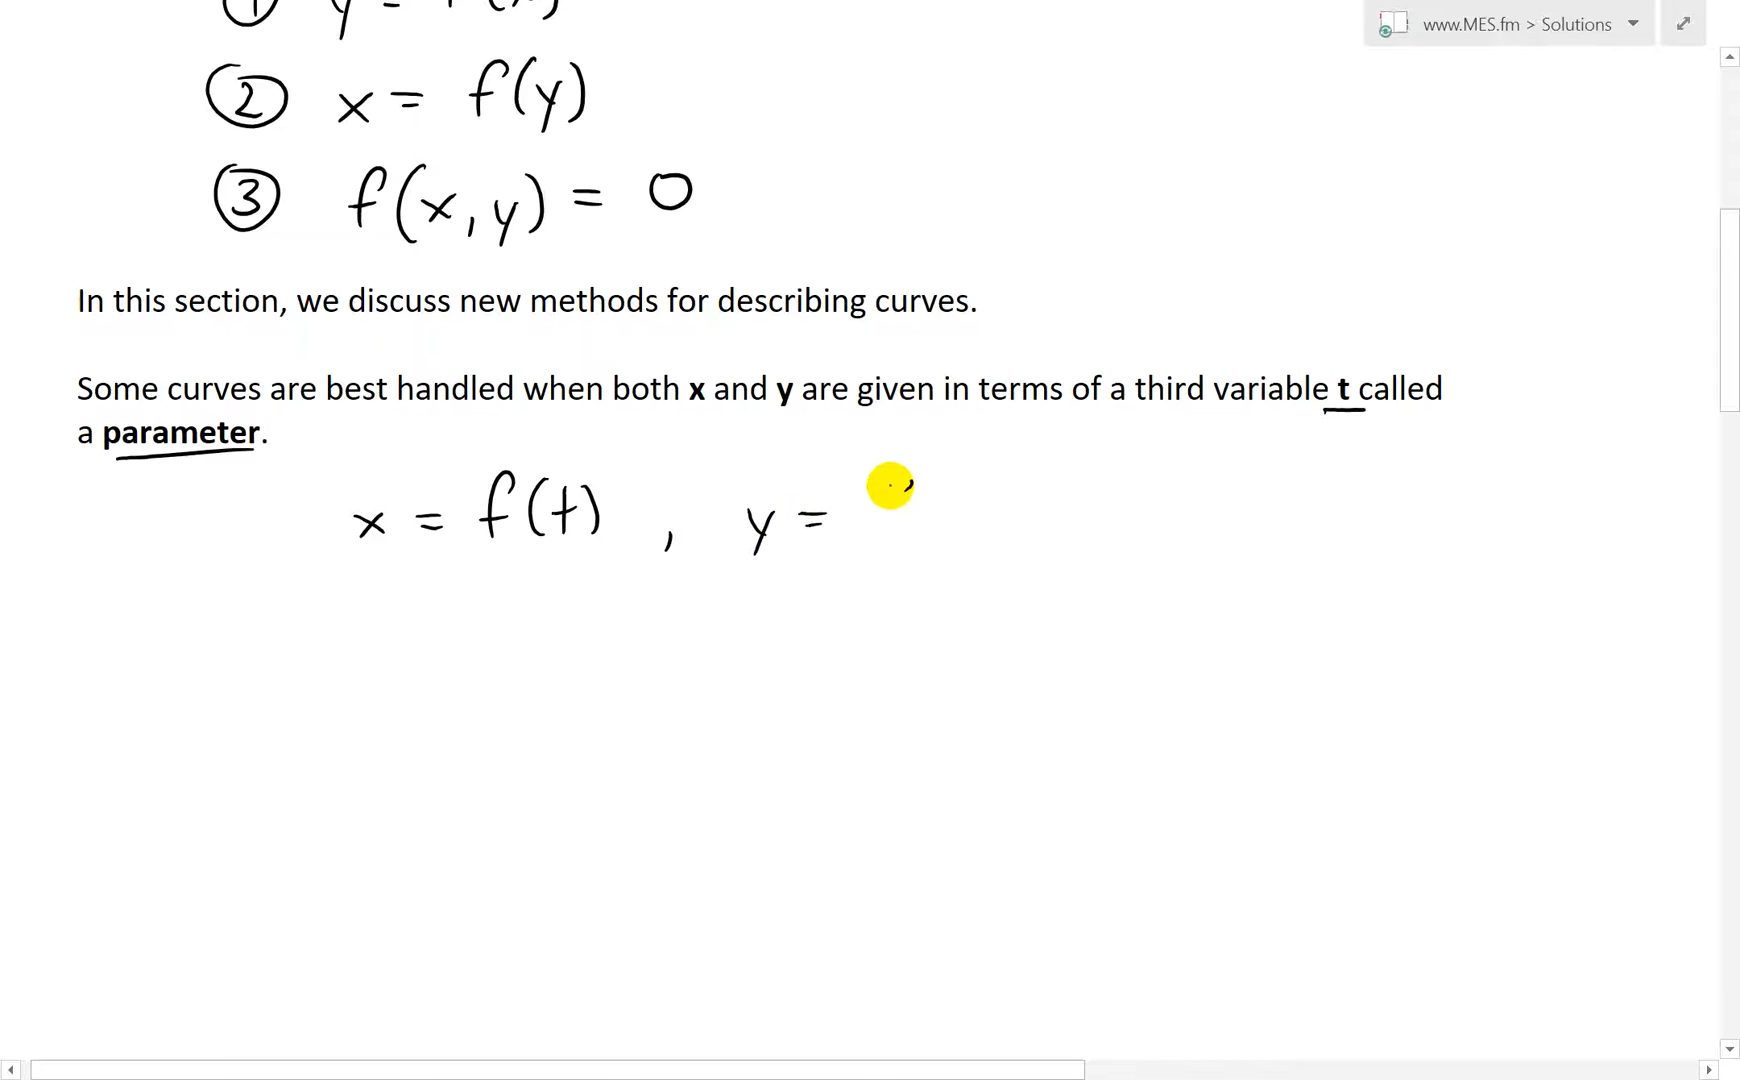 www.MES.fm > Solutions
② x = f(y)
③ f(x,y) = 0
In this section, we discuss new methods for describing curves.
Some curves are best handled when both x and y are given in terms of a third variable t called
a parameter.
x = f(t) , y =